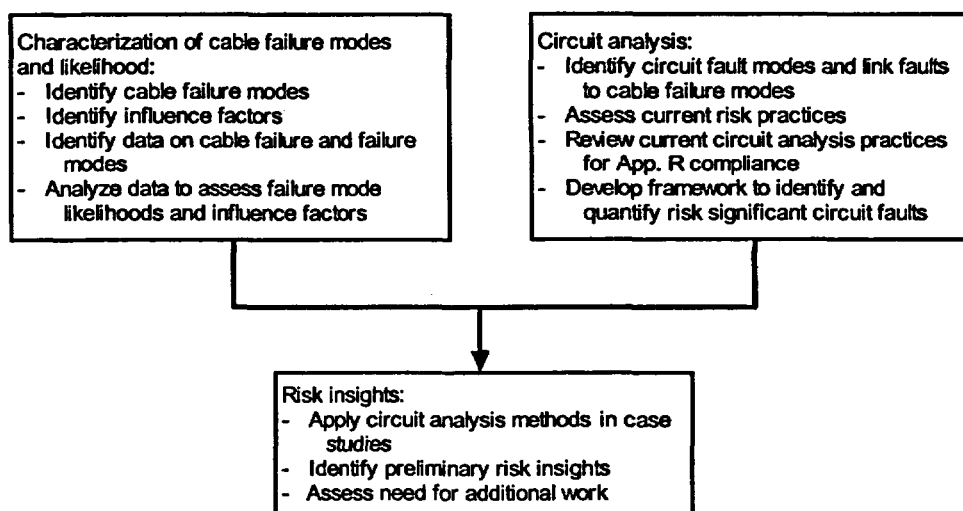 Characterization of cable failure modes
and likelihood:
- Identify cable failure modes
- Identify influence factors
- Identify data on cable failure and failure
modes
- Analyze data to assess failure mode
likelihoods and influence factors
Circuit analysis:
- Identify circuit fault modes and link faults
to cable failure modes
- Assess current risk practices
- Review current circuit analysis practices
for App. R compliance
- Develop framework to identify and
quantify risk significant circuit faults
Risk insights:
- Apply circuit analysis methods in case
studies
- Identify preliminary risk insights
- Assess need for additional work